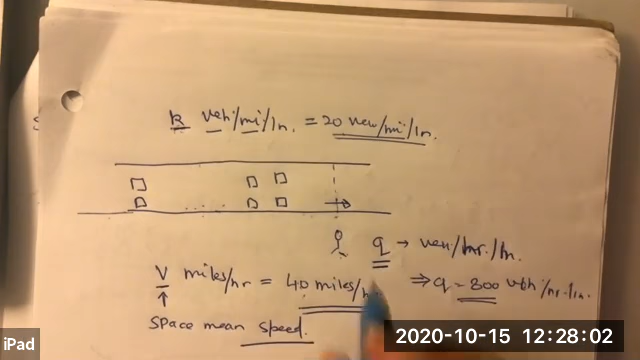 k veh/mi/ln. = 20 veh/mi/ln.
q → veh/hr./ln.
V miles/hr = 40 miles/
⇒ q = 800 veh/hr./ln.
Space mean speed.
iPad
2020-10-15 12:28:02